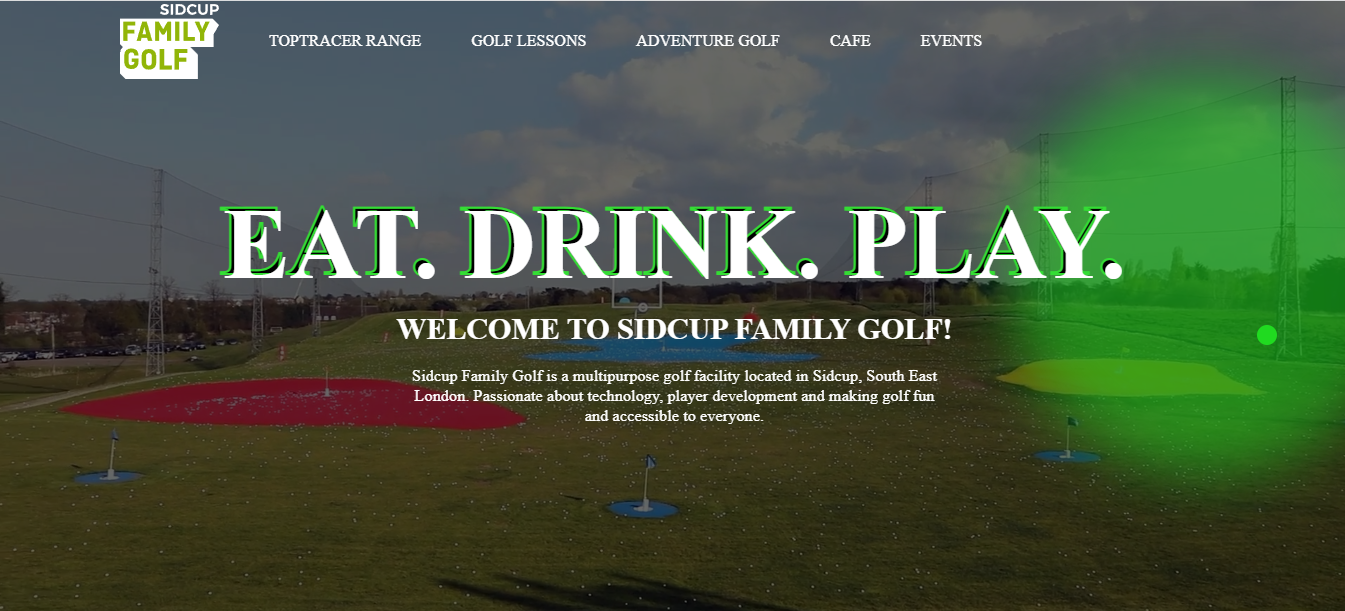 SIDCUP
FAMILY
GOLF
TOPTRACER RANGE
GOLF LESSONS
ADVENTURE GOLF
CAFE
EVENTS
EAT. DRINK. PLAY.
WELCOME TO SIDCUP FAMILY GOLF!
Sidcup Family Golf is a multipurpose golf facility located in Sidcup, South East
London. Passionate about technology, player development and making golf fun
and accessible to everyone.